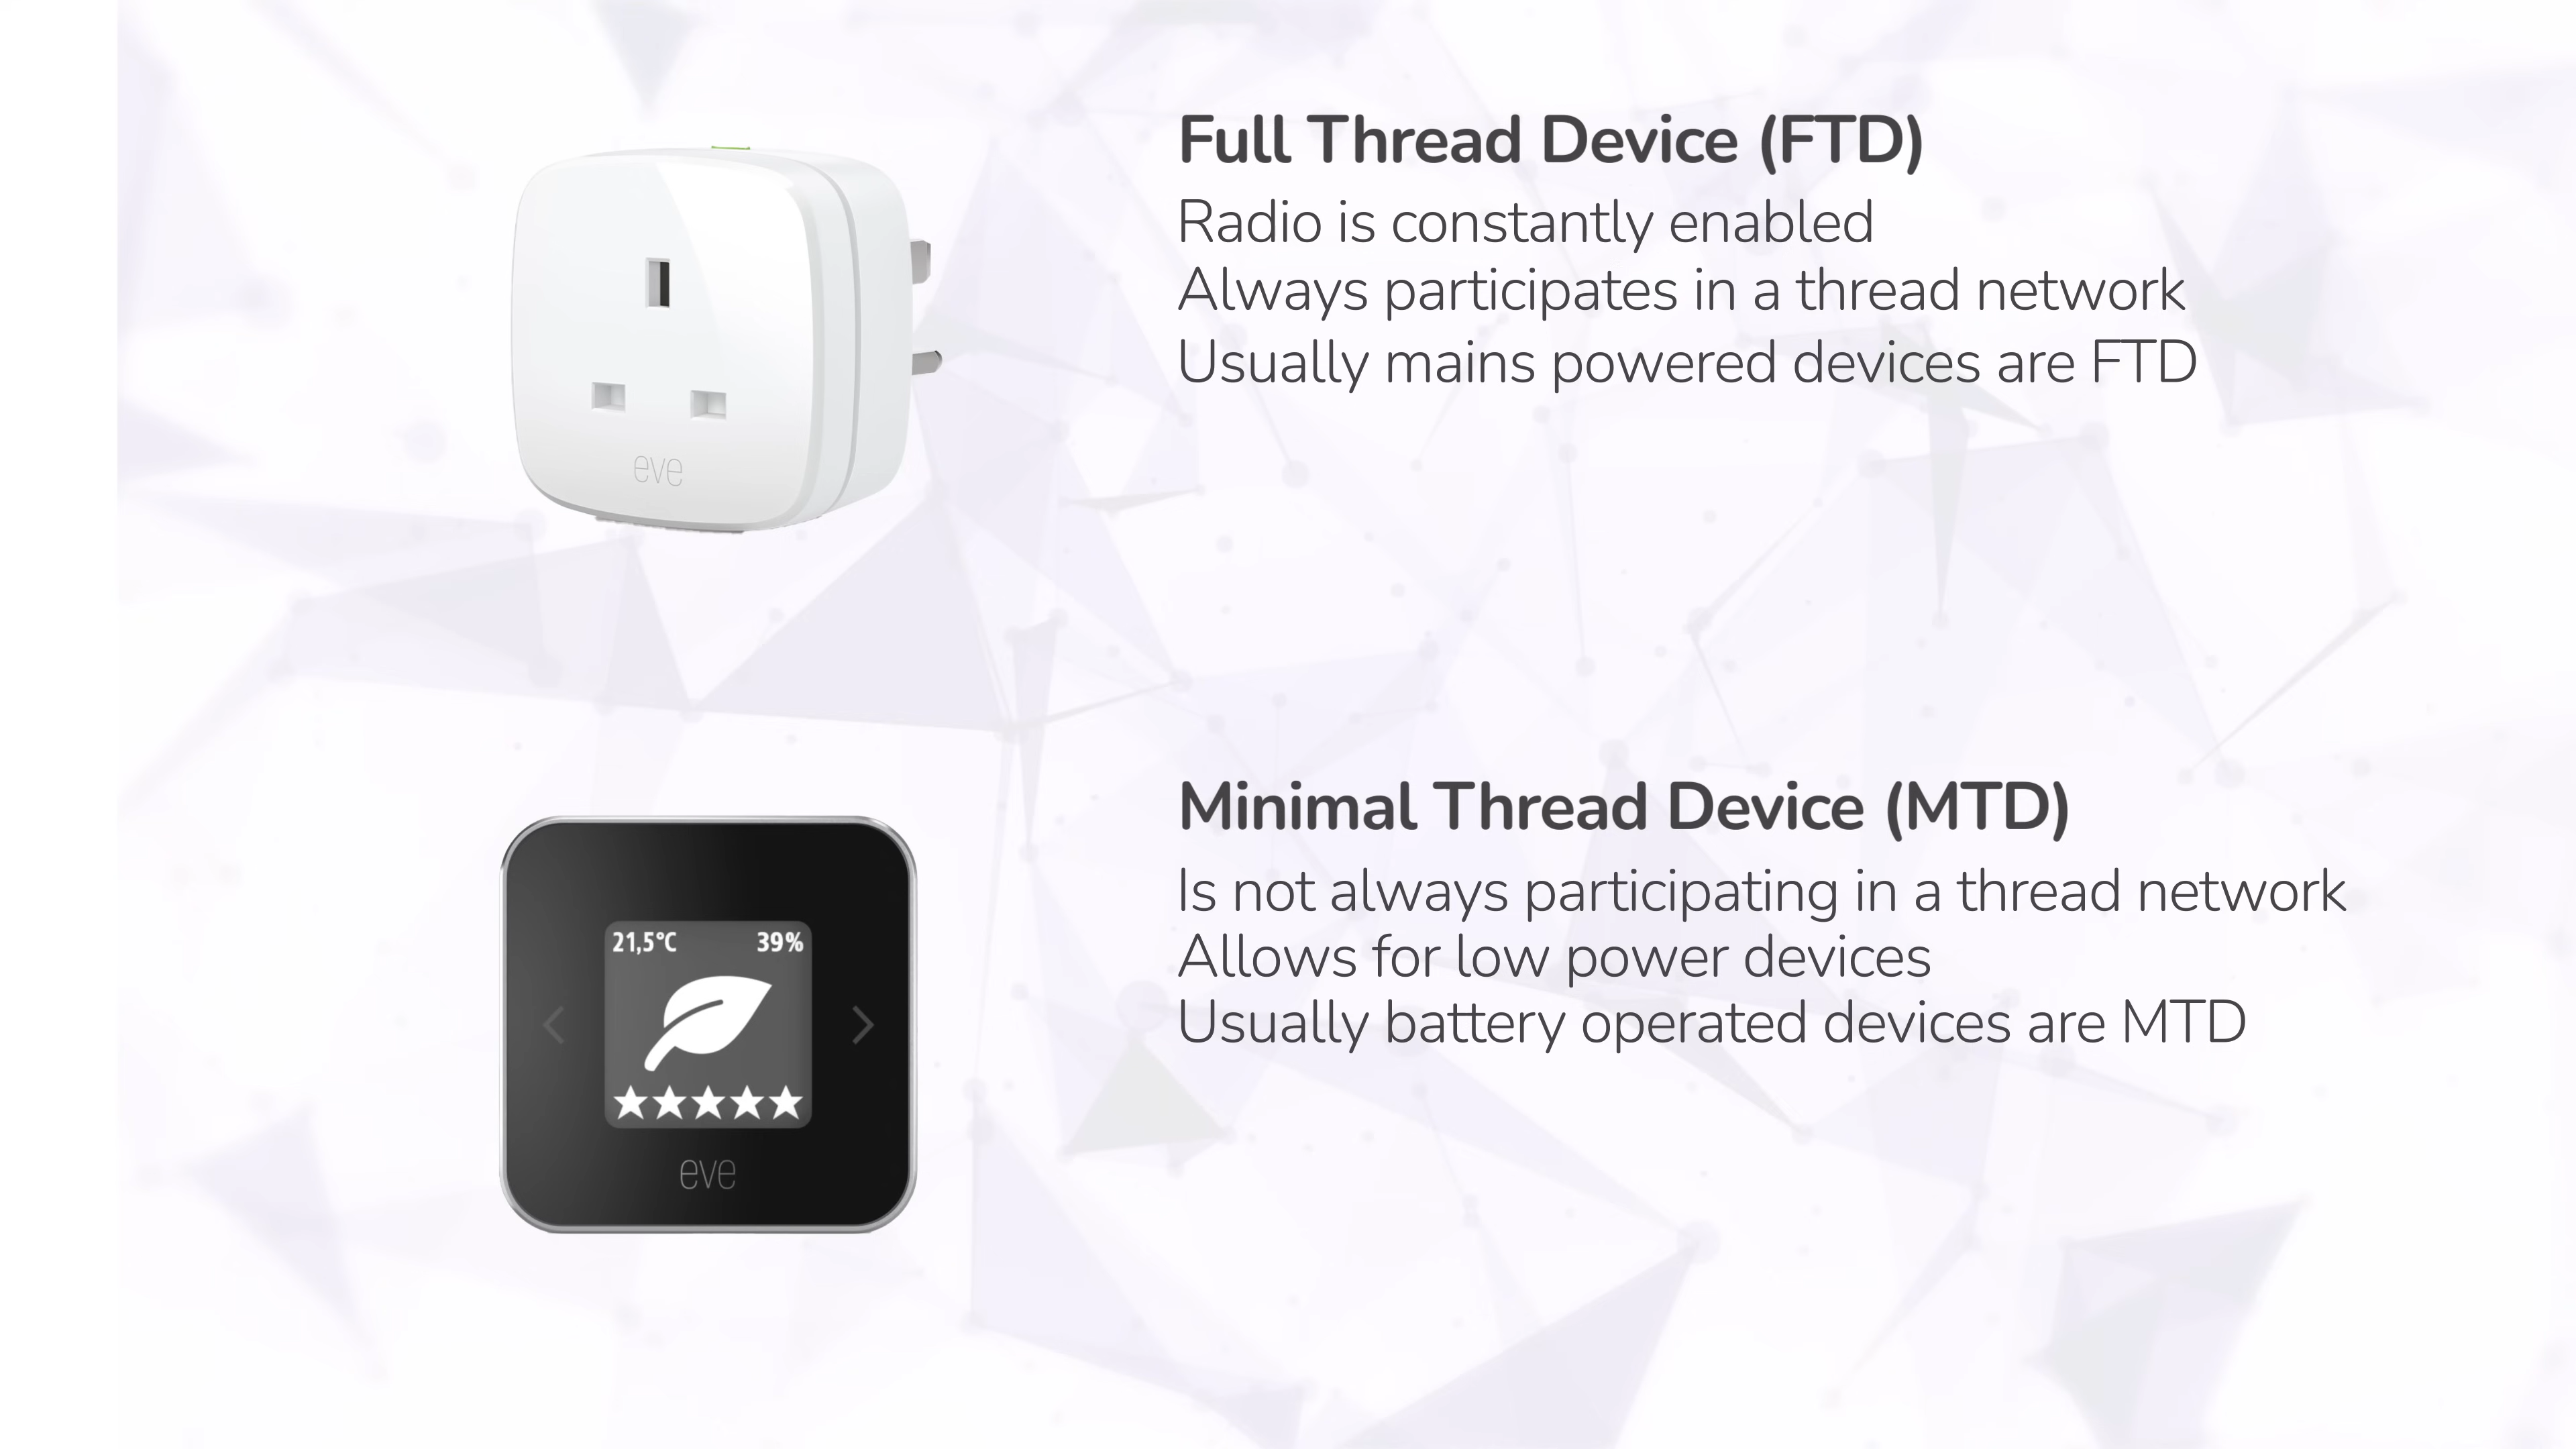 Full Thread Device (FTD)
Radio is constantly enabled
Always participates in a thread network
Usually mains powered devices are FTD
eve
Minimal Thread Device (MTD)
Is not always participating in a thread network
Allows for low power devices
Usually battery operated devices are MTD
21,5°C 39%
eve